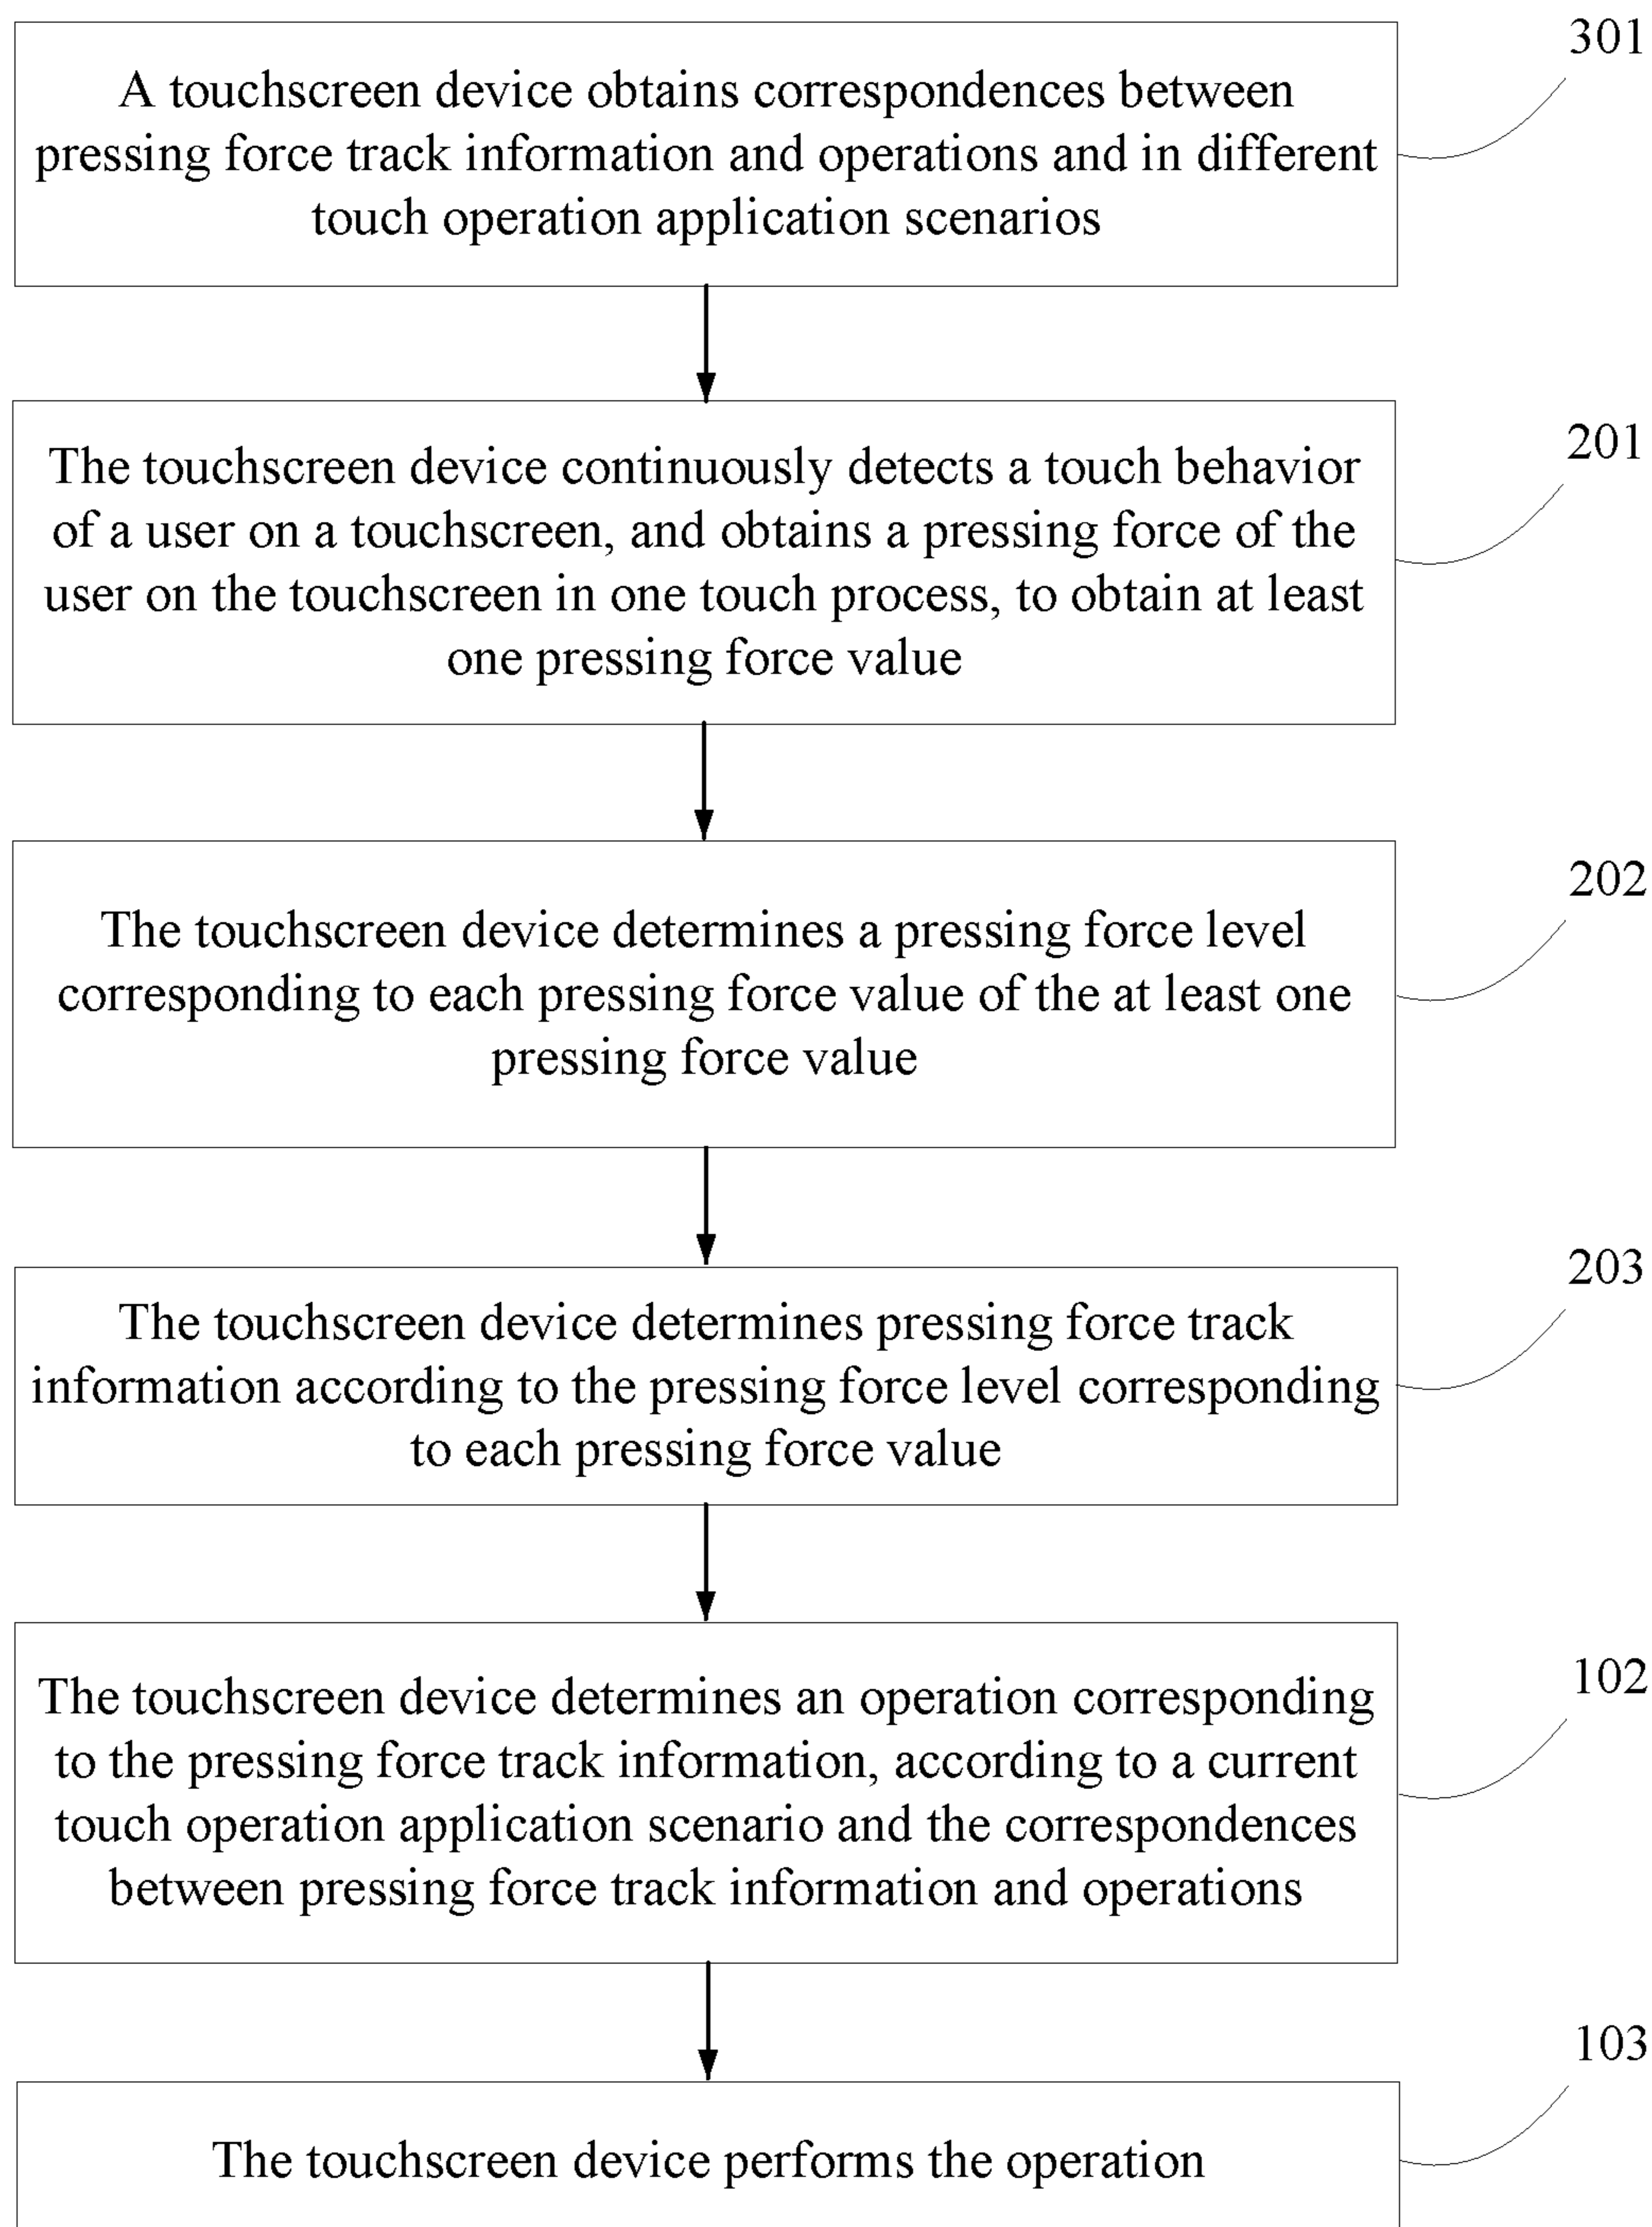 301
A touchscreen device obtains correspondences between
pressing force track information and operations and in different
touch operation application scenarios
201
The touchscreen device continuously detects a touch behavior
of a user on a touchscreen, and obtains a pressing force of the
user on the touchscreen in one touch process, to obtain at least
one pressing force value
202
The touchscreen device determines a pressing force level
corresponding to each pressing force value of the at least one
pressing force value
203
The touchscreen device determines pressing force track
information according to the pressing force level corresponding
to each pressing force value
102
The touchscreen device determines an operation corresponding
to the pressing force track information, according to a current
touch operation application scenario and the correspondences
between pressing force track information and operations
103
The touchscreen device performs the operation